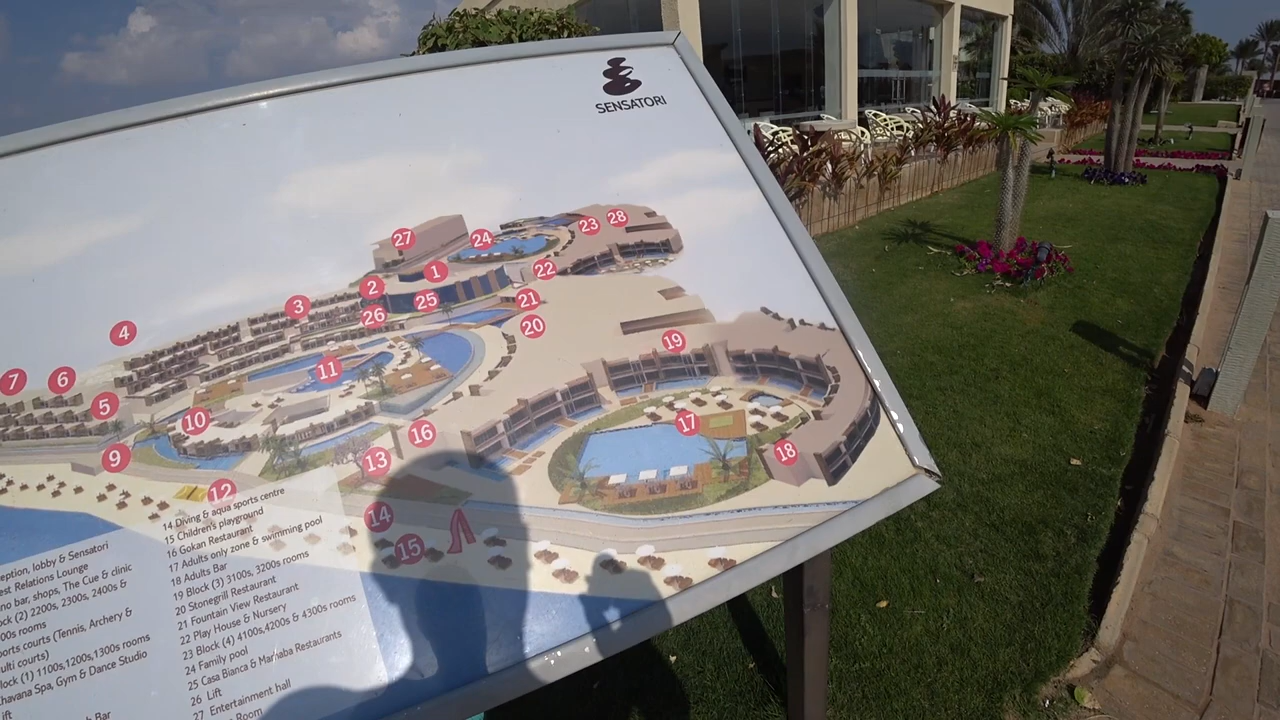 SENSATORI
27
24
23
28
1
22
2
25
21
3
26
20
4
19
11
7
6
5
17
10
16
18
9
13
12
14
15
eption, lobby & Sensatori
est Relations Lounge
no bar, shops, The Cue & clinic
ock (2) 2200s, 2300s, 2400s &
00s rooms
ports courts (Tennis, Archery &
ulti courts)
lock (1) 1100s,1200s,1300s rooms
havana Spa, Gym & Dance Studio
ift
Bar
14 Diving & aqua sports centre
15 Children's playground
16 Gokan Restaurant
17 Adults only zone & swimming pool
18 Adults Bar
19 Block (3) 3100s, 3200s rooms
20 Stonegrill Restaurant
21 Fountain View Restaurant
22 Play House & Nursery
23 Block (4) 4100s,4200s & 4300s rooms
24 Family pool
25 Casa Bianca & Mamaba Restaurants
26 Lift
27 Entertainment hall
Room